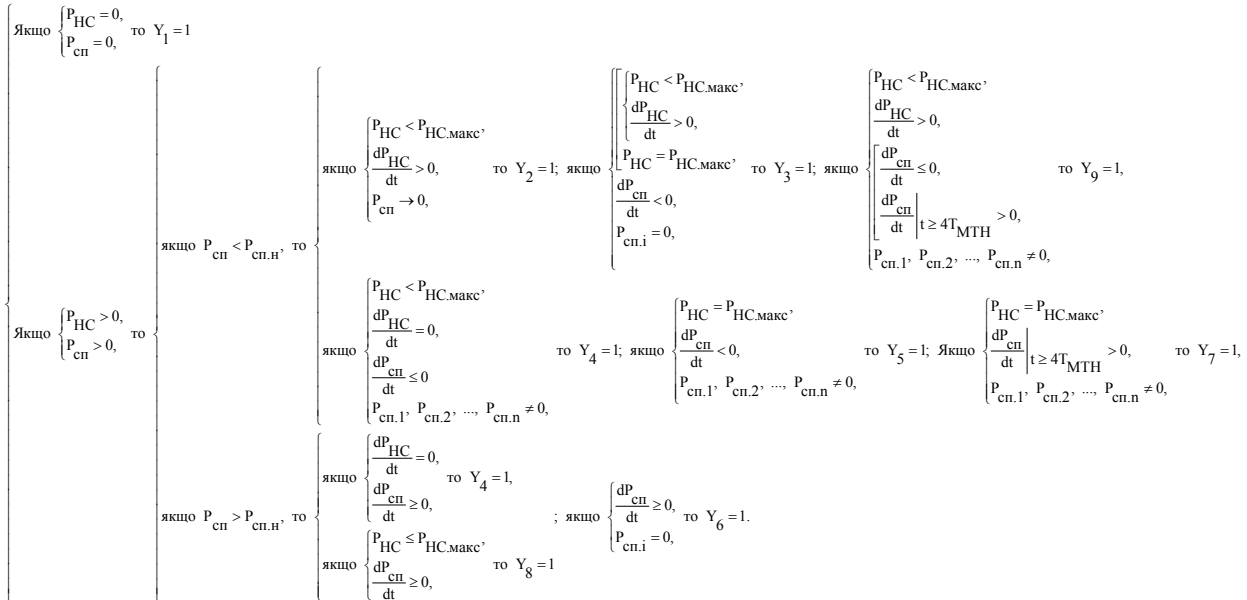 Якщо { P_НС = 0, P_сп = 0, то Y_1 = 1
Якщо { P_НС > 0, P_сп > 0, то
якщо P_сп < P_сп.н, то
якщо { P_НС < P_НС.макс, dP_НС/dt > 0, P_сп → 0, то Y_2 = 1; якщо { [ { P_НС < P_НС.макс, dP_НС/dt > 0, P_НС = P_НС.макс, dP_сп/dt < 0, P_сп.i = 0, то Y_3 = 1; якщо { P_НС < P_НС.макс, dP_НС/dt > 0, [ dP_сп/dt ≤ 0, dP_сп/dt | t ≥ 4T_МТН > 0, P_сп.1, P_сп.2, ..., P_сп.n ≠ 0, то Y_9 = 1,
якщо { P_НС < P_НС.макс, dP_НС/dt = 0, dP_сп/dt ≤ 0 P_сп.1, P_сп.2, ..., P_сп.n ≠ 0, то Y_4 = 1; якщо { P_НС = P_НС.макс, dP_сп/dt < 0, P_сп.1, P_сп.2, ..., P_сп.n ≠ 0, то Y_5 = 1; Якщо { P_НС = P_НС.макс, dP_сп/dt | t ≥ 4T_МТН > 0, P_сп.1, P_сп.2, ..., P_сп.n ≠ 0, то Y_7 = 1,
якщо P_сп > P_сп.н, то
якщо { dP_НС/dt = 0, dP_сп/dt ≥ 0, то Y_4 = 1,
якщо { P_НС ≤ P_НС.макс, dP_сп/dt ≥ 0, то Y_8 = 1
; якщо { dP_сп/dt ≥ 0, P_сп.i = 0, то Y_6 = 1.